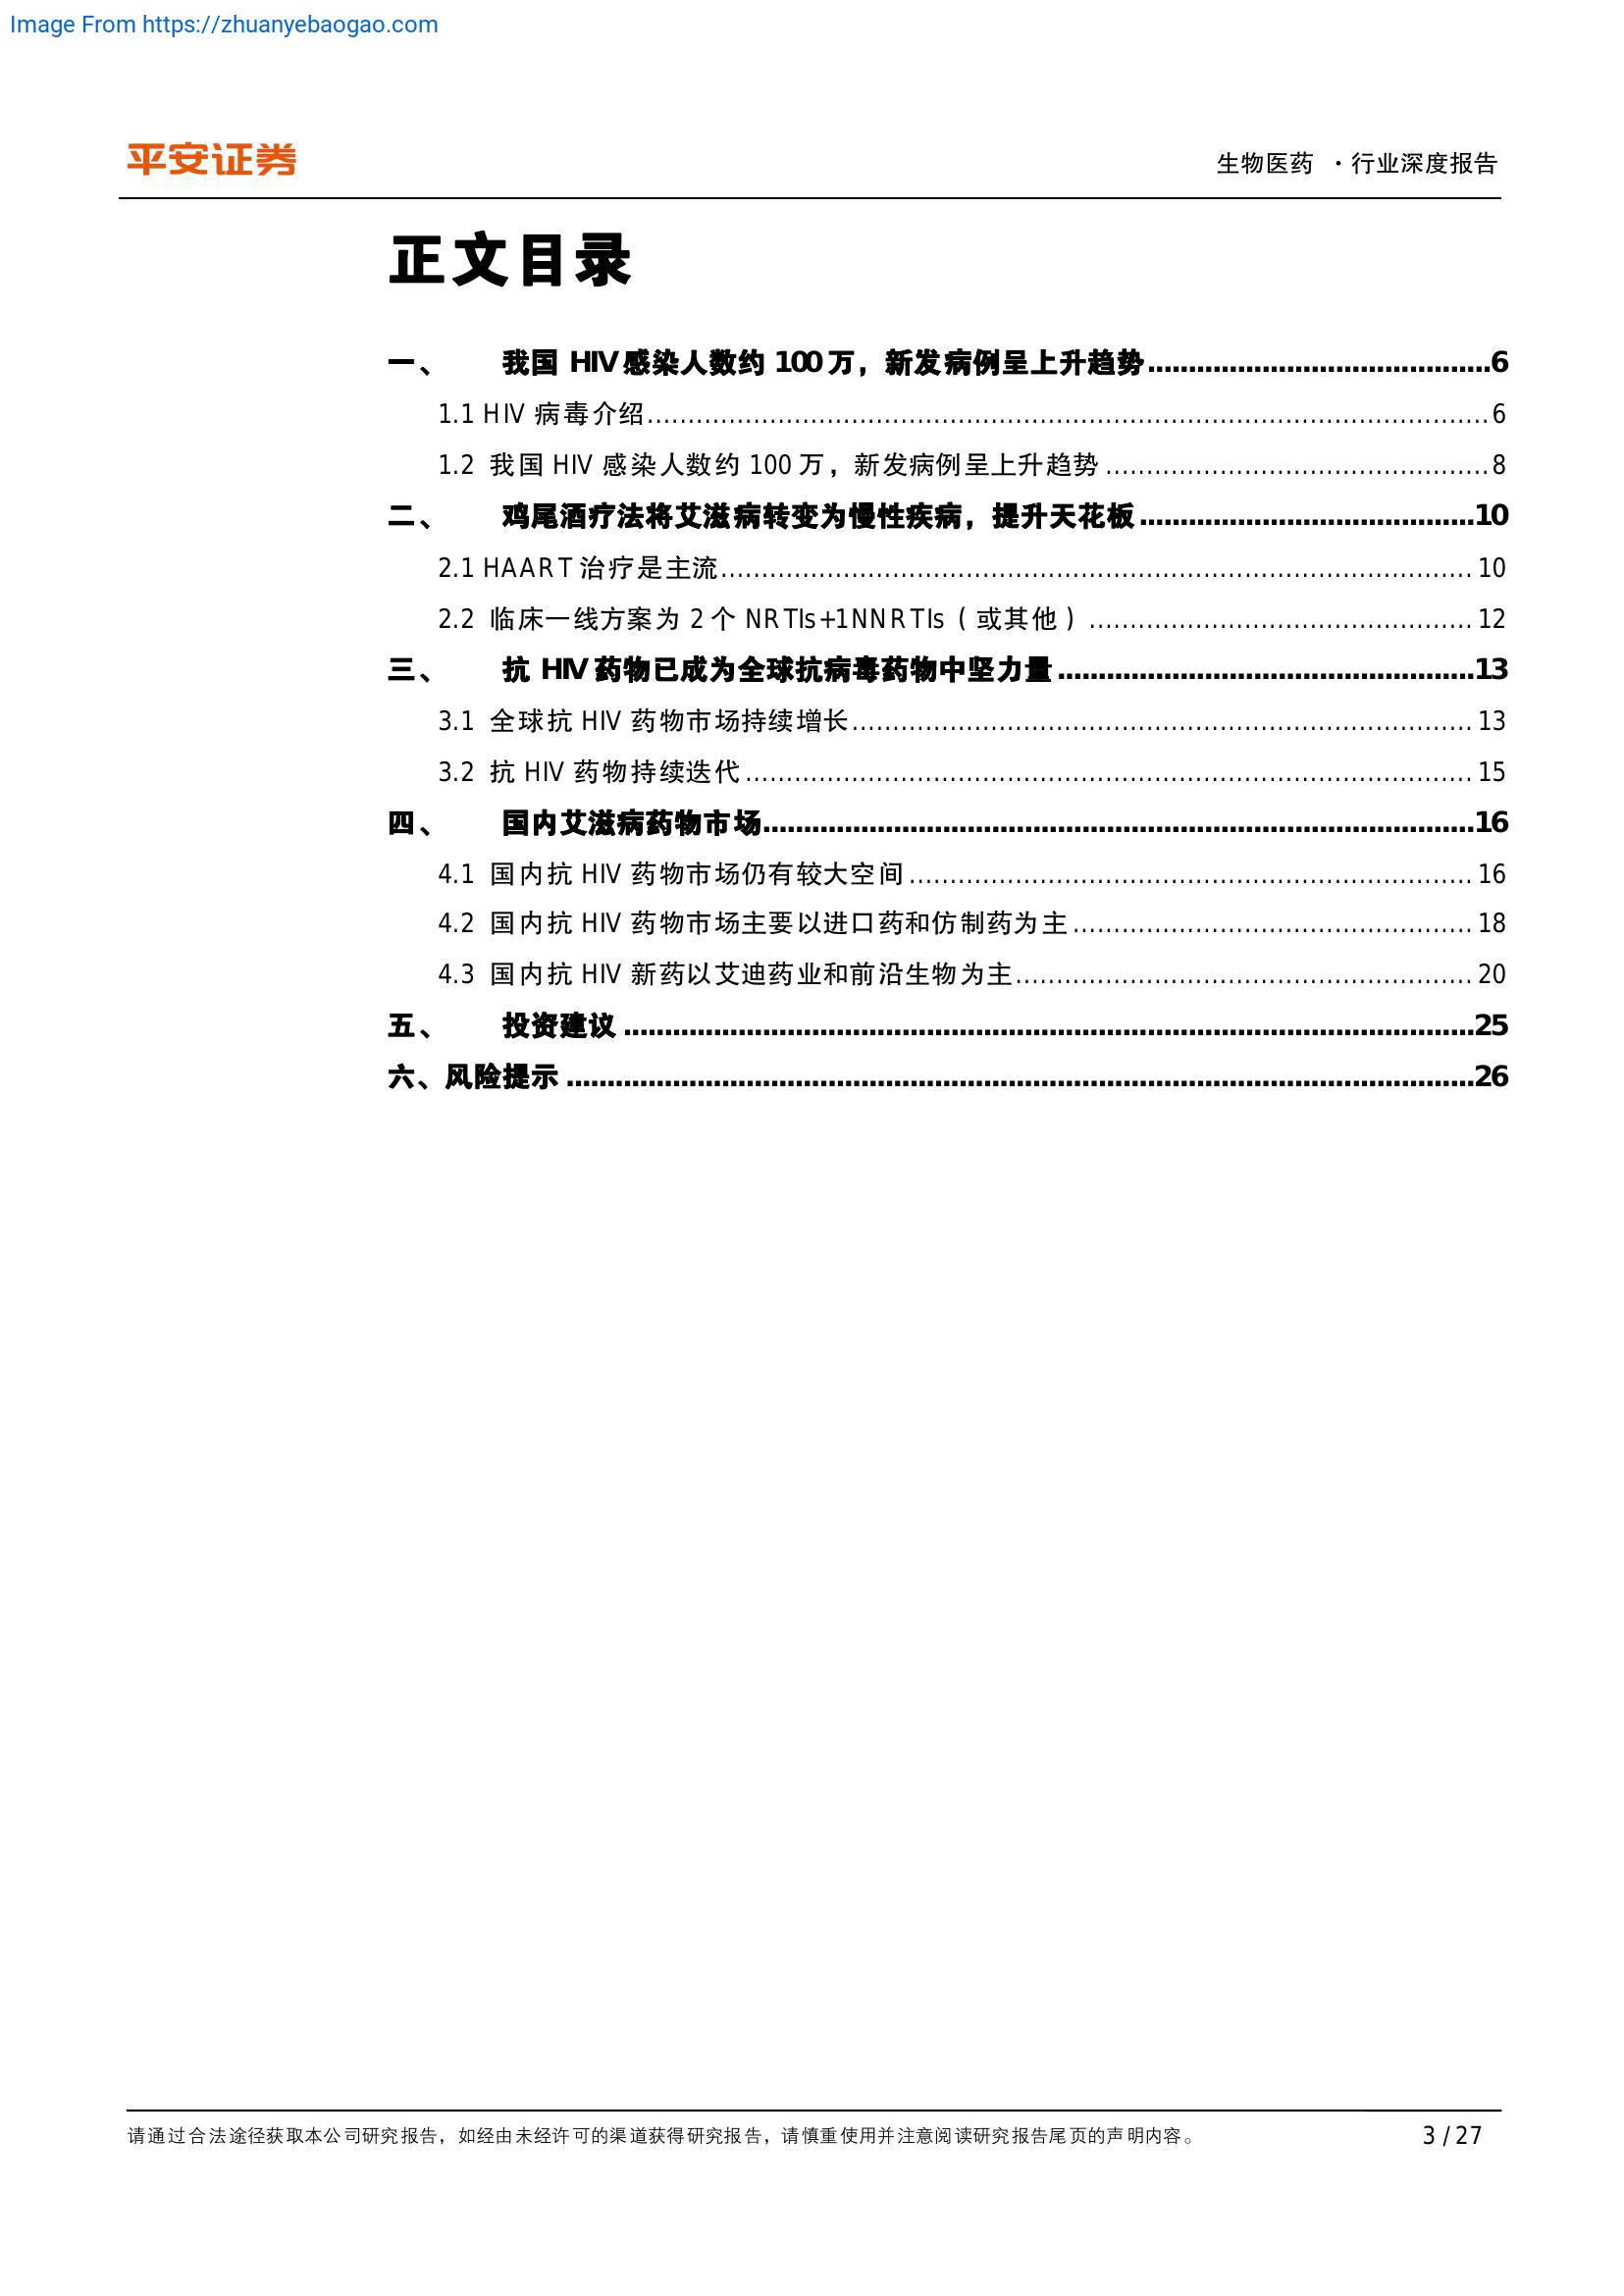 Image From https://zhuanyebaogao.com
平安证券
生物医药 ·行业深度报告
正文目录
一、 我国 HIV 感染人数约 100 万，新发病例呈上升趋势.........................................6
1.1 HIV 病毒介绍.........................................6
1.2 我国 HIV 感染人数约 100 万，新发病例呈上升趋势.........................................8
二、 鸡尾酒疗法将艾滋病转变为慢性疾病，提升天花板.........................................10
2.1 HAART 治疗是主流.........................................10
2.2 临床一线方案为 2 个 NRTIs+1NNRTIs（或其他）.........................................12
三、 抗 HIV 药物已成为全球抗病毒药物中坚力量.........................................13
3.1 全球抗 HIV 药物市场持续增长.........................................13
3.2 抗 HIV 药物持续迭代.........................................15
四、 国内艾滋病药物市场.........................................16
4.1 国内抗 HIV 药物市场仍有较大空间.........................................16
4.2 国内抗 HIV 药物市场主要以进口药和仿制药为主.........................................18
4.3 国内抗 HIV 新药以艾迪药业和前沿生物为主.........................................20
五、 投资建议.........................................25
六、风险提示.........................................26
请通过合法途径获取本公司研究报告，如经由未经许可的渠道获得研究报告，请慎重使用并注意阅读研究报告尾页的声明内容。 3 / 27